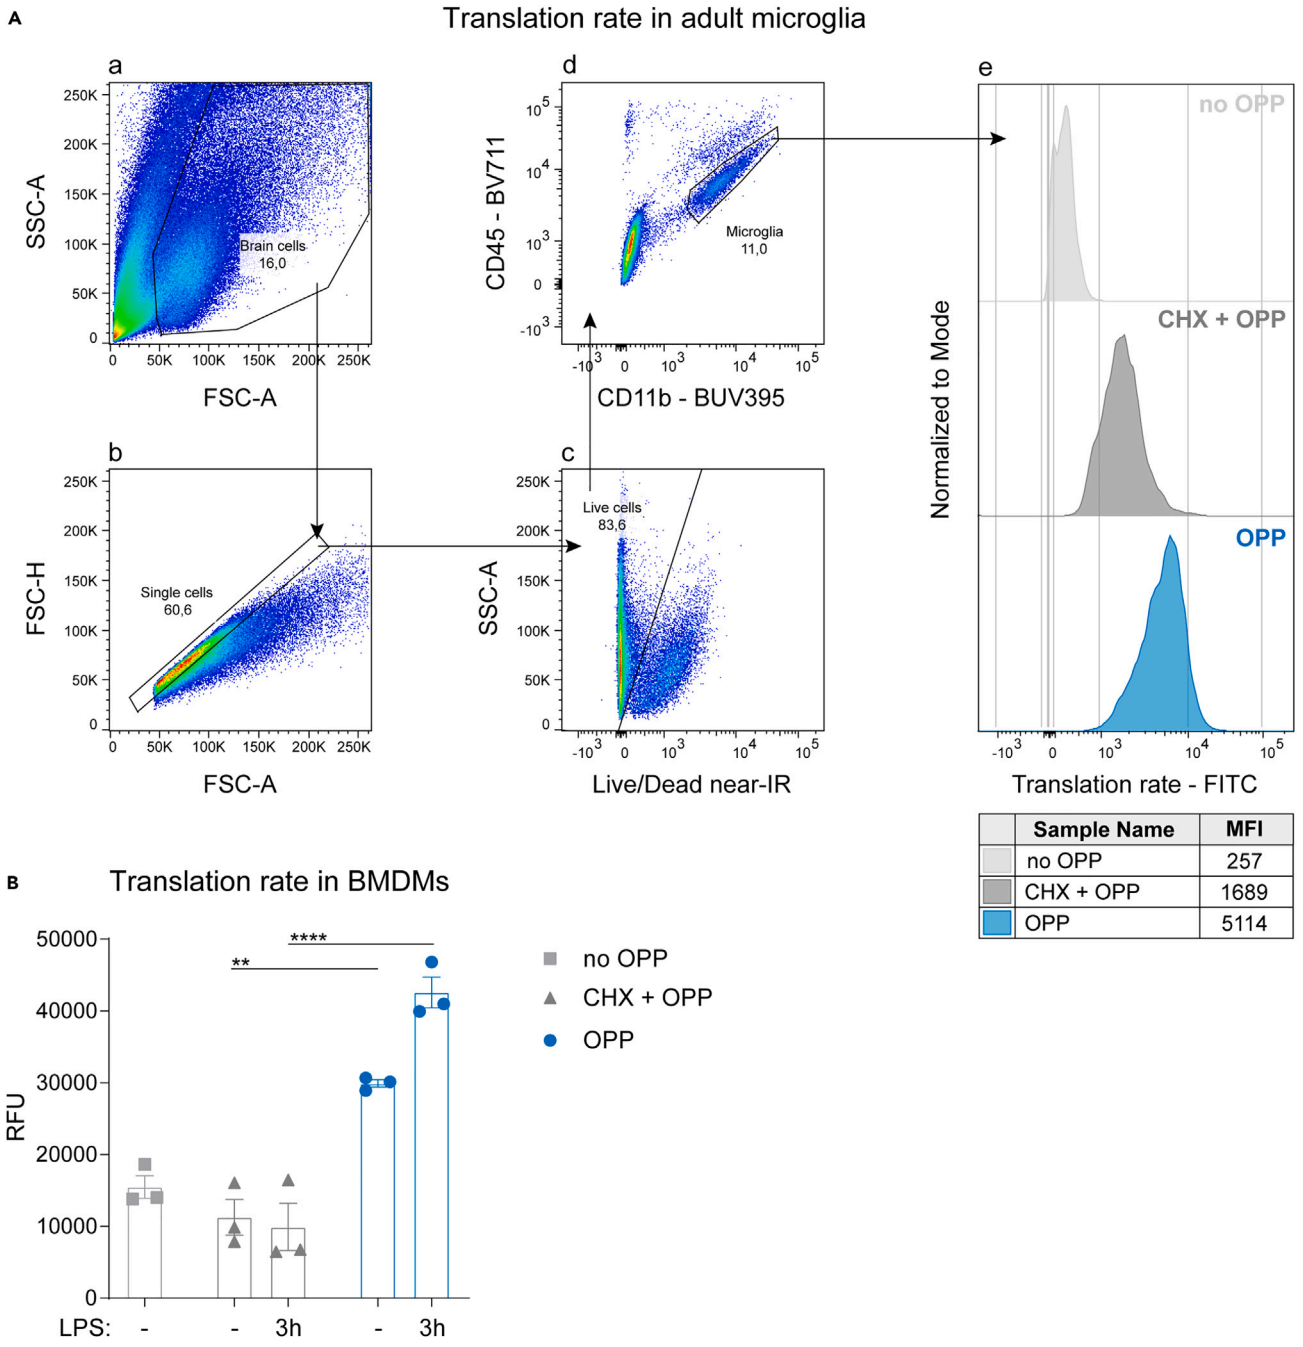 A
Translation rate in adult microglia
a
SSC-A
250K
200K
150K
100K
50K
0
Brain cells
16,0
0 50K 100K 150K 200K 250K
FSC-A
d
CD45 - BV711
10^5
10^4
10^3
0
-10^3
Microglia
11,0
-10^3 0 10^3 10^4 10^5
CD11b - BUV395
e
Normalized to Mode
no OPP
CHX + OPP
OPP
-10^3 0 10^3 10^4 10^5
Translation rate - FITC
b
FSC-H
250K
200K
150K
100K
50K
0
Single cells
60,6
0 50K 100K 150K 200K 250K
FSC-A
c
SSC-A
250K
200K
150K
100K
50K
0
Live cells
83,6
-10^3 0 10^3 10^4 10^5
Live/Dead near-IR
Sample Name MFI
no OPP 257
CHX + OPP 1689
OPP 5114
B
Translation rate in BMDMs
RFU
50000
40000
30000
20000
10000
0
****
**
LPS: - - 3h - 3h
no OPP
CHX + OPP
OPP